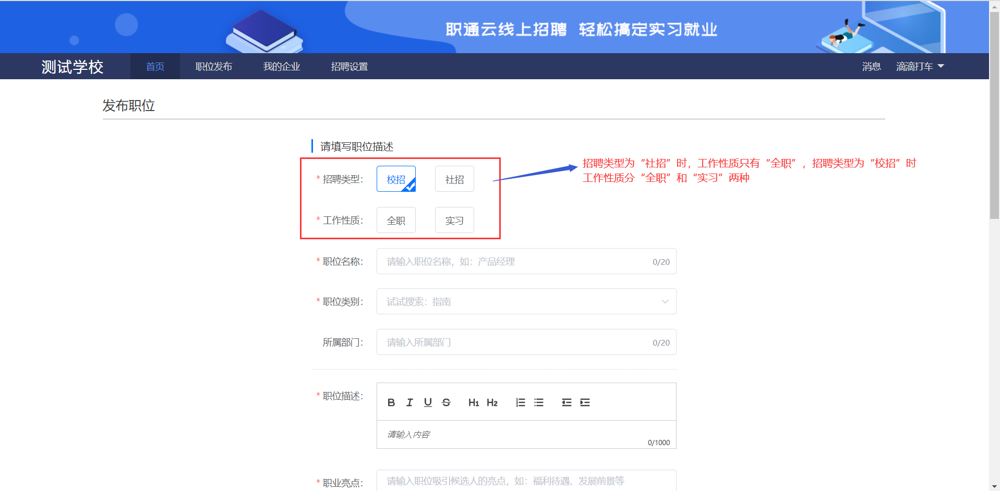 职通云线上招聘 轻松搞定实习就业
测试学校 首页 职位发布 我的企业 招聘设置 消息 滴滴打车
发布职位
请填写职位描述
* 招聘类型： 校招 社招
招聘类型为“社招”时，工作性质只有“全职”，招聘类型为“校招”时
工作性质分“全职”和“实习”两种
* 工作性质： 全职 实习
* 职位名称： 请输入职位名称，如：产品经理 0/20
* 职位类别： 试试搜索：指南
所属部门： 请输入所属部门 0/20
* 职位描述： B I U S H1 H2
请输入内容
0/1000
* 职业亮点： 请输入职位吸引候选人的亮点，如：福利待遇、发展前景等